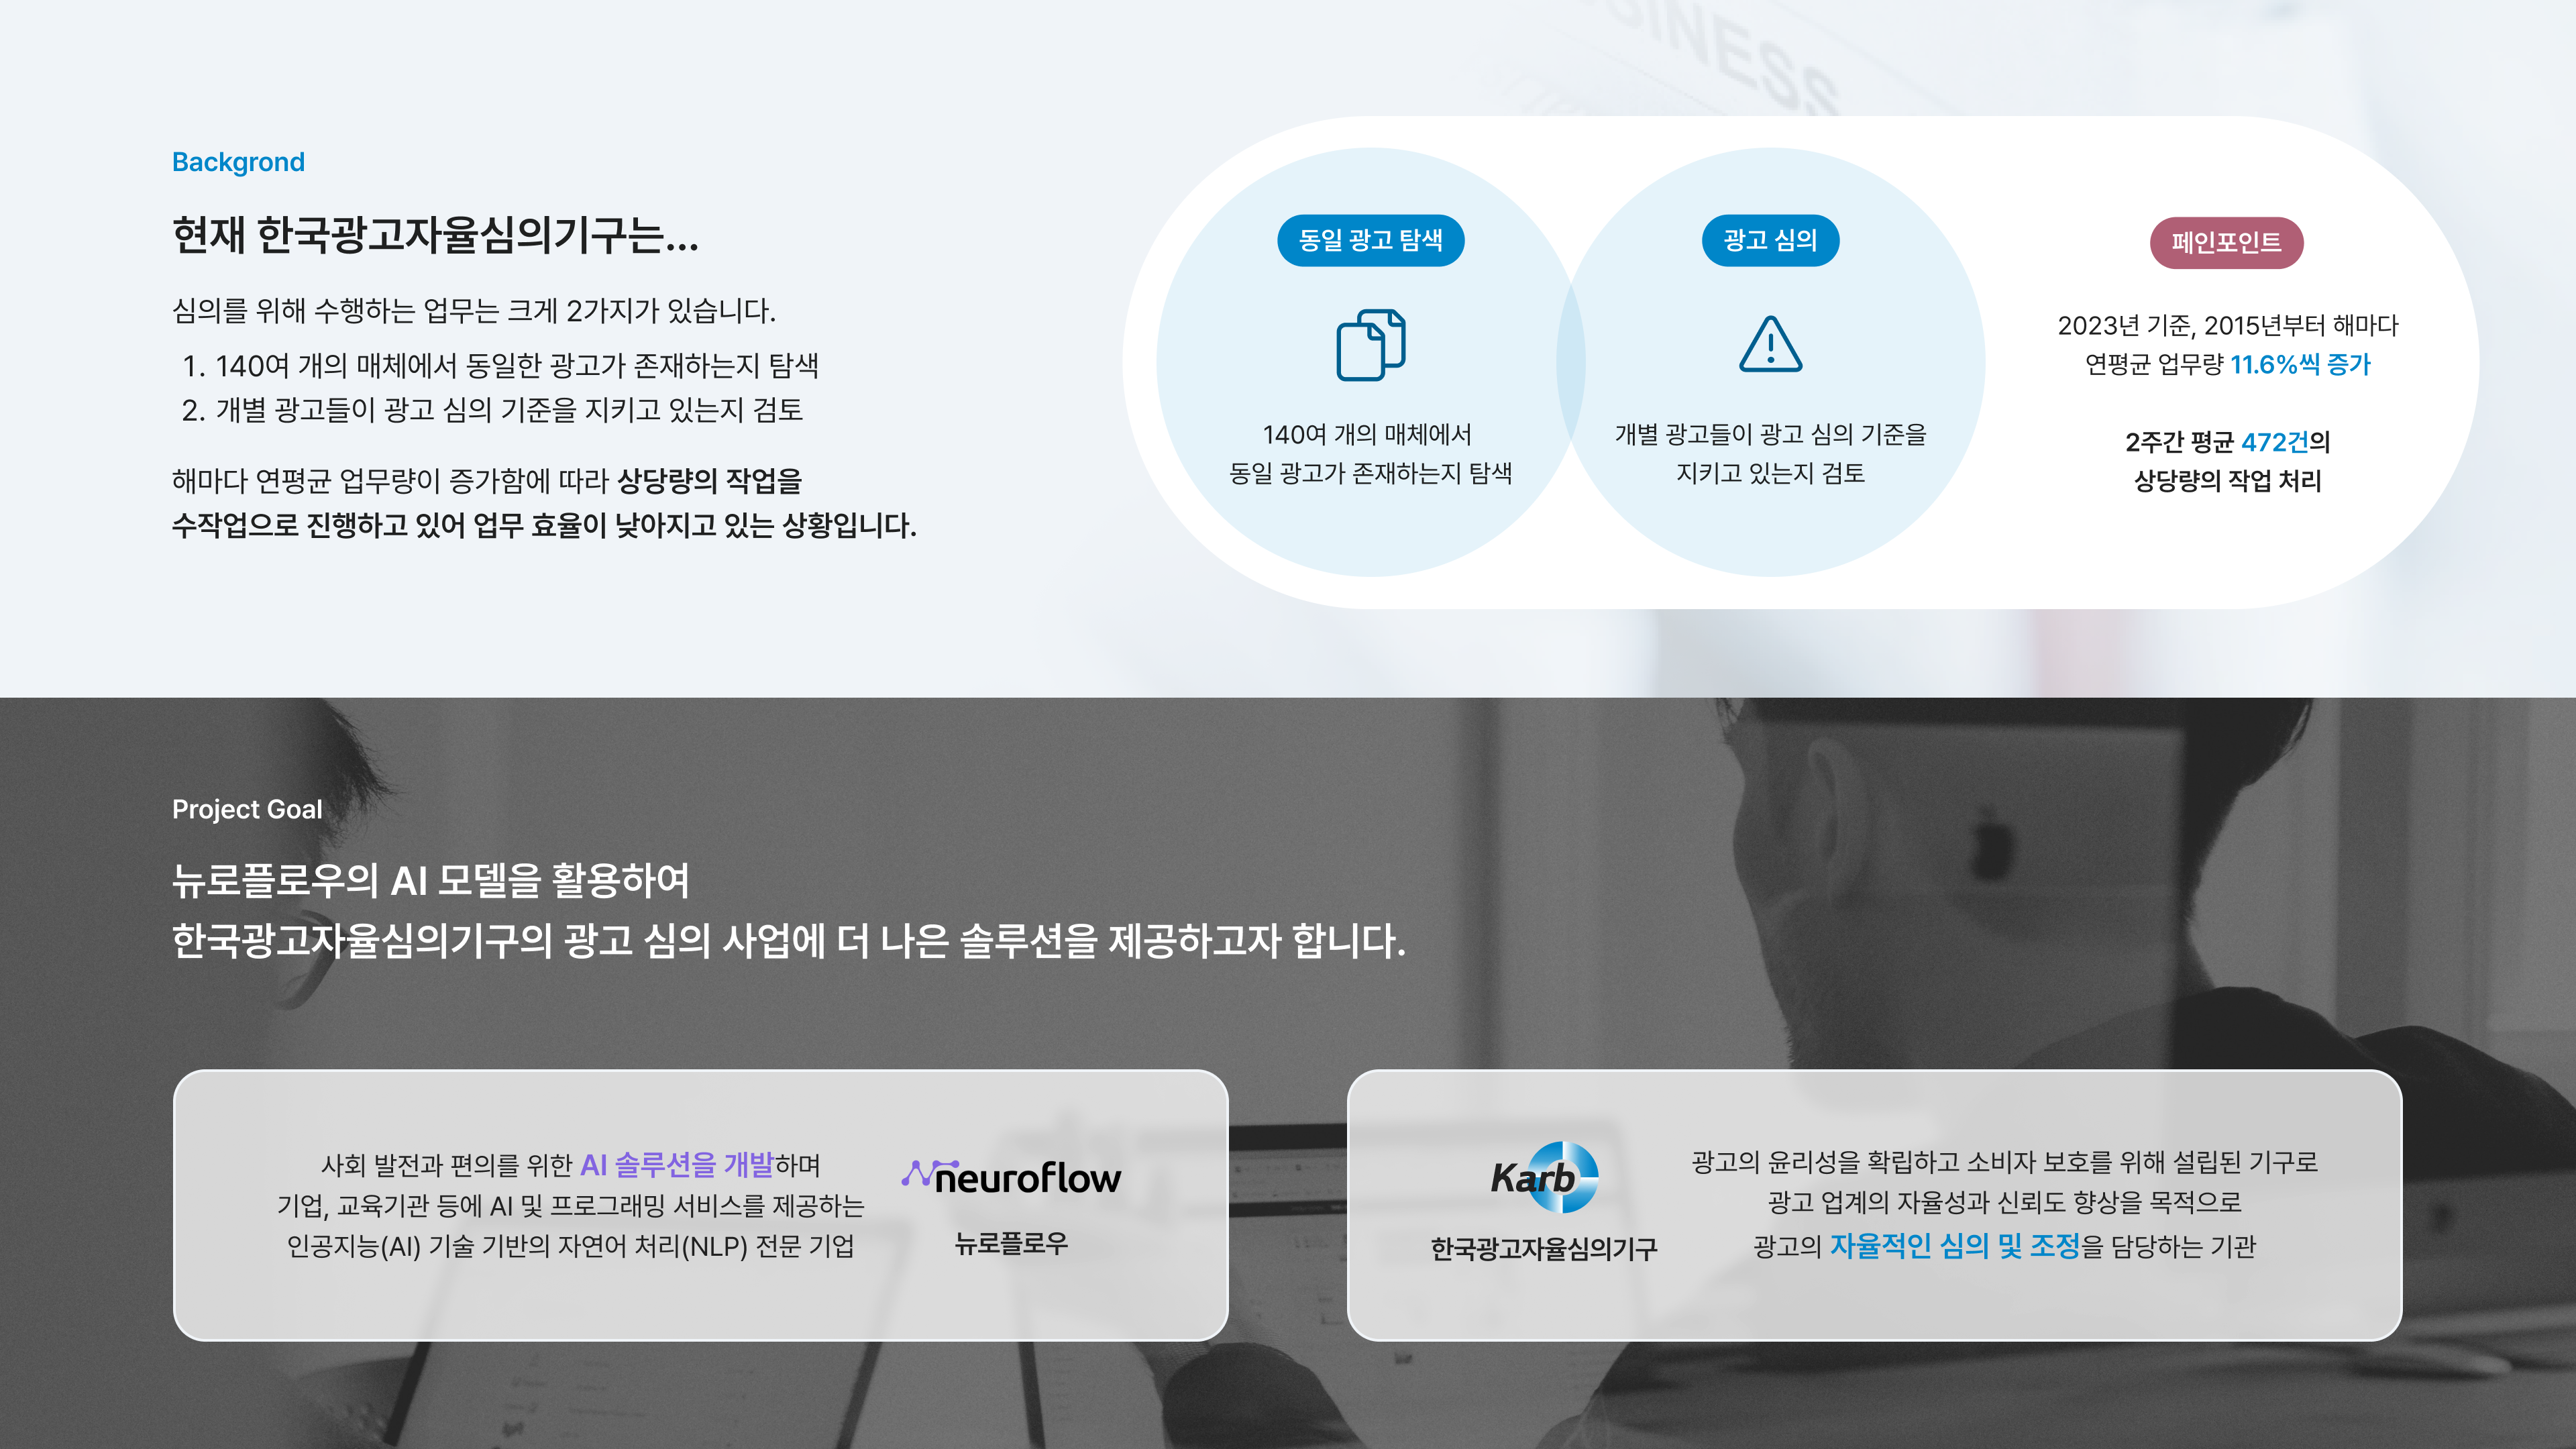 BUSINESS
Backgrond
현재 한국광고자율심의기구는...
심의를 위해 수행하는 업무는 크게 2가지가 있습니다.
1. 140여 개의 매체에서 동일한 광고가 존재하는지 탐색
2. 개별 광고들이 광고 심의 기준을 지키고 있는지 검토
해마다 연평균 업무량이 증가함에 따라 상당량의 작업을
수작업으로 진행하고 있어 업무 효율이 낮아지고 있는 상황입니다.
동일 광고 탐색
140여 개의 매체에서
동일 광고가 존재하는지 탐색
광고 심의
개별 광고들이 광고 심의 기준을
지키고 있는지 검토
페인포인트
2023년 기준, 2015년부터 해마다
연평균 업무량 11.6%씩 증가
2주간 평균 472건의
상당량의 작업 처리
Project Goal
뉴로플로우의 AI 모델을 활용하여
한국광고자율심의기구의 광고 심의 사업에 더 나은 솔루션을 제공하고자 합니다.
사회 발전과 편의를 위한 AI 솔루션을 개발하며
기업, 교육기관 등에 AI 및 프로그래밍 서비스를 제공하는
인공지능(AI) 기술 기반의 자연어 처리(NLP) 전문 기업
neuroflow
뉴로플로우
Karb
한국광고자율심의기구
광고의 윤리성을 확립하고 소비자 보호를 위해 설립된 기구로
광고 업계의 자율성과 신뢰도 향상을 목적으로
광고의 자율적인 심의 및 조정을 담당하는 기관